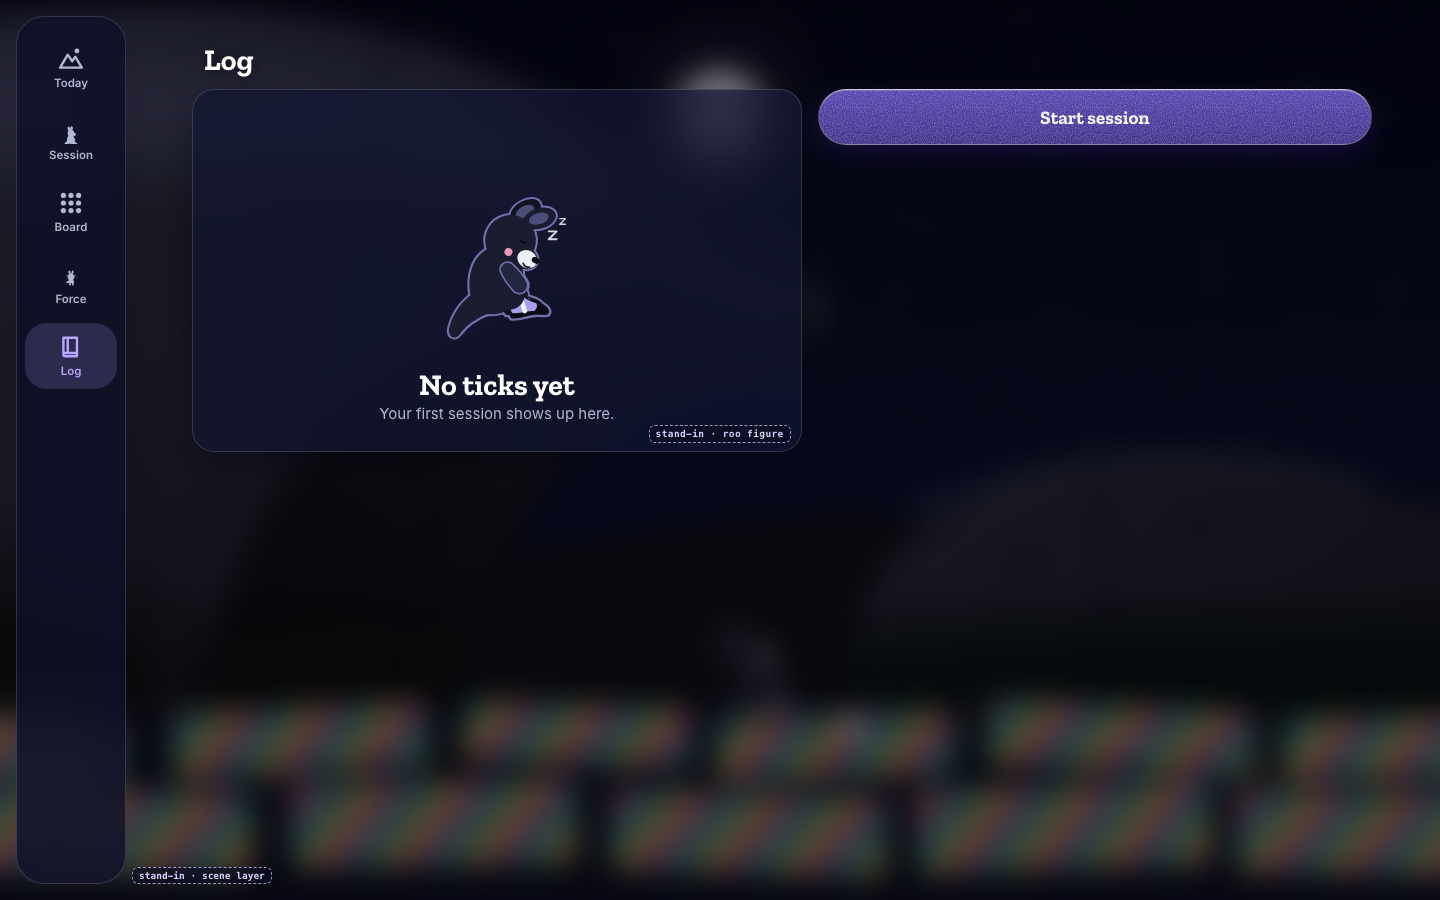 Today
Session
Board
Force
Log
Log
Start session
z
z
No ticks yet
Your first session shows up here.
stand-in · roo figure
stand-in · scene layer